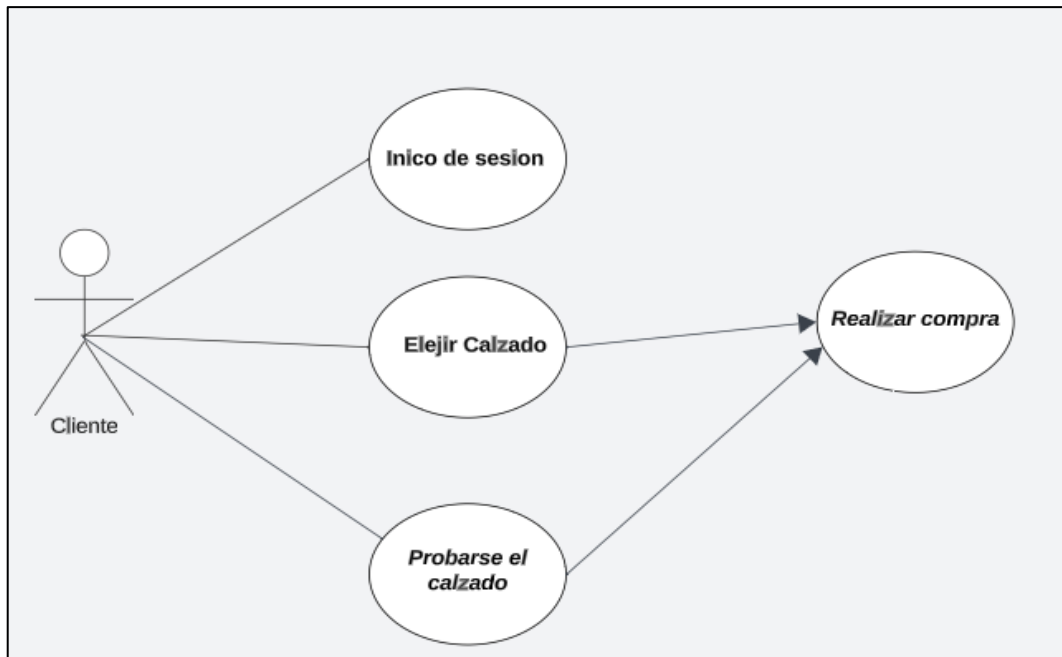 Inico de sesion
Elejir Calzado
Realizar compra
Cliente
Probarse el
calzado